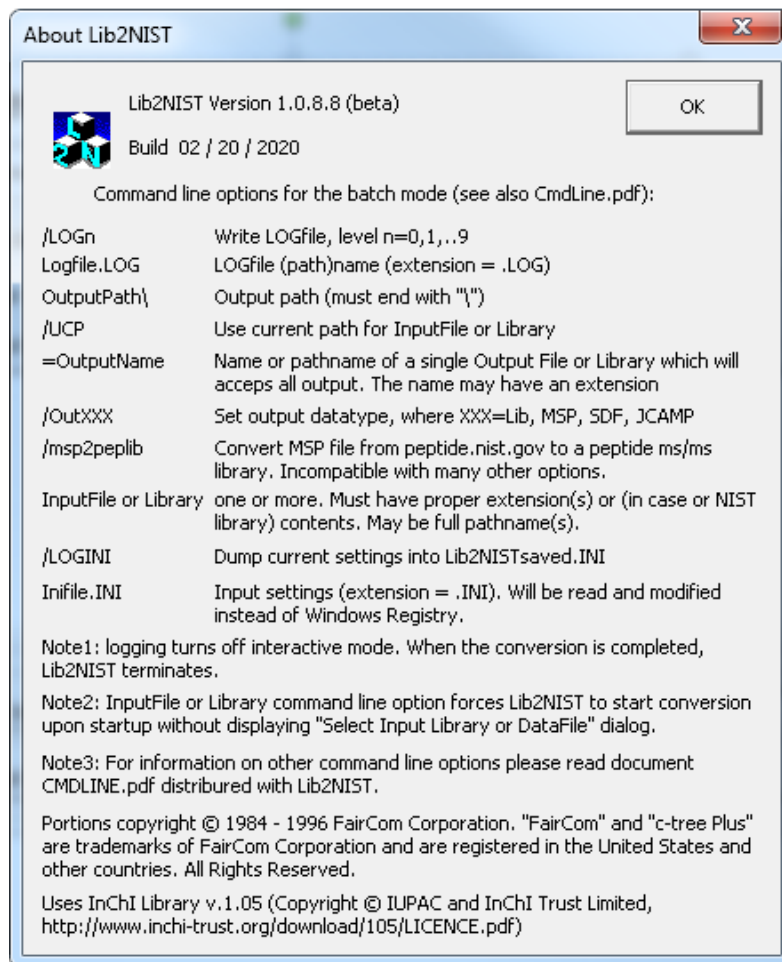 About Lib2NIST
Lib2NIST Version 1.0.8.8 (beta)
OK
Build 02 / 20 / 2020
Command line options for the batch mode (see also CmdLine.pdf):
/LOGn Write LOGfile, level n=0,1,..9
Logfile.LOG LOGfile (path)name (extension = .LOG)
OutputPath\ Output path (must end with "\")
/UCP Use current path for InputFile or Library
=OutputName Name or pathname of a single Output File or Library which will
acceps all output. The name may have an extension
/OutXXX Set output datatype, where XXX=Lib, MSP, SDF, JCAMP
/msp2peplib Convert MSP file from peptide.nist.gov to a peptide ms/ms
library. Incompatible with many other options.
InputFile or Library one or more. Must have proper extension(s) or (in case or NIST
library) contents. May be full pathname(s).
/LOGINI Dump current settings into Lib2NISTsaved.INI
Inifile.INI Input settings (extension = .INI). Will be read and modified
instead of Windows Registry.
Note1: logging turns off interactive mode. When the conversion is completed,
Lib2NIST terminates.
Note2: InputFile or Library command line option forces Lib2NIST to start conversion
upon startup without displaying "Select Input Library or DataFile" dialog.
Note3: For information on other command line options please read document
CMDLINE.pdf distribured with Lib2NIST.
Portions copyright © 1984 - 1996 FairCom Corporation. "FairCom" and "c-tree Plus"
are trademarks of FairCom Corporation and are registered in the United States and
other countries. All Rights Reserved.
Uses InChI Library v.1.05 (Copyright © IUPAC and InChI Trust Limited,
http://www.inchi-trust.org/download/105/LICENCE.pdf)